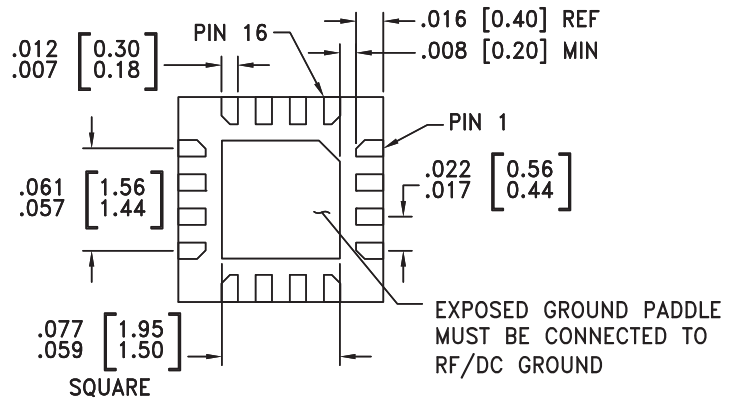 .016 [0.40] REF
PIN 16
.008 [0.20] MIN
.012 [0.30]
.007 [0.18]
PIN 1
.022 [0.56]
.017 [0.44]
.061 [1.56]
.057 [1.44]
EXPOSED GROUND PADDLE
MUST BE CONNECTED TO
RF/DC GROUND
.077 [1.95]
.059 [1.50]
SQUARE